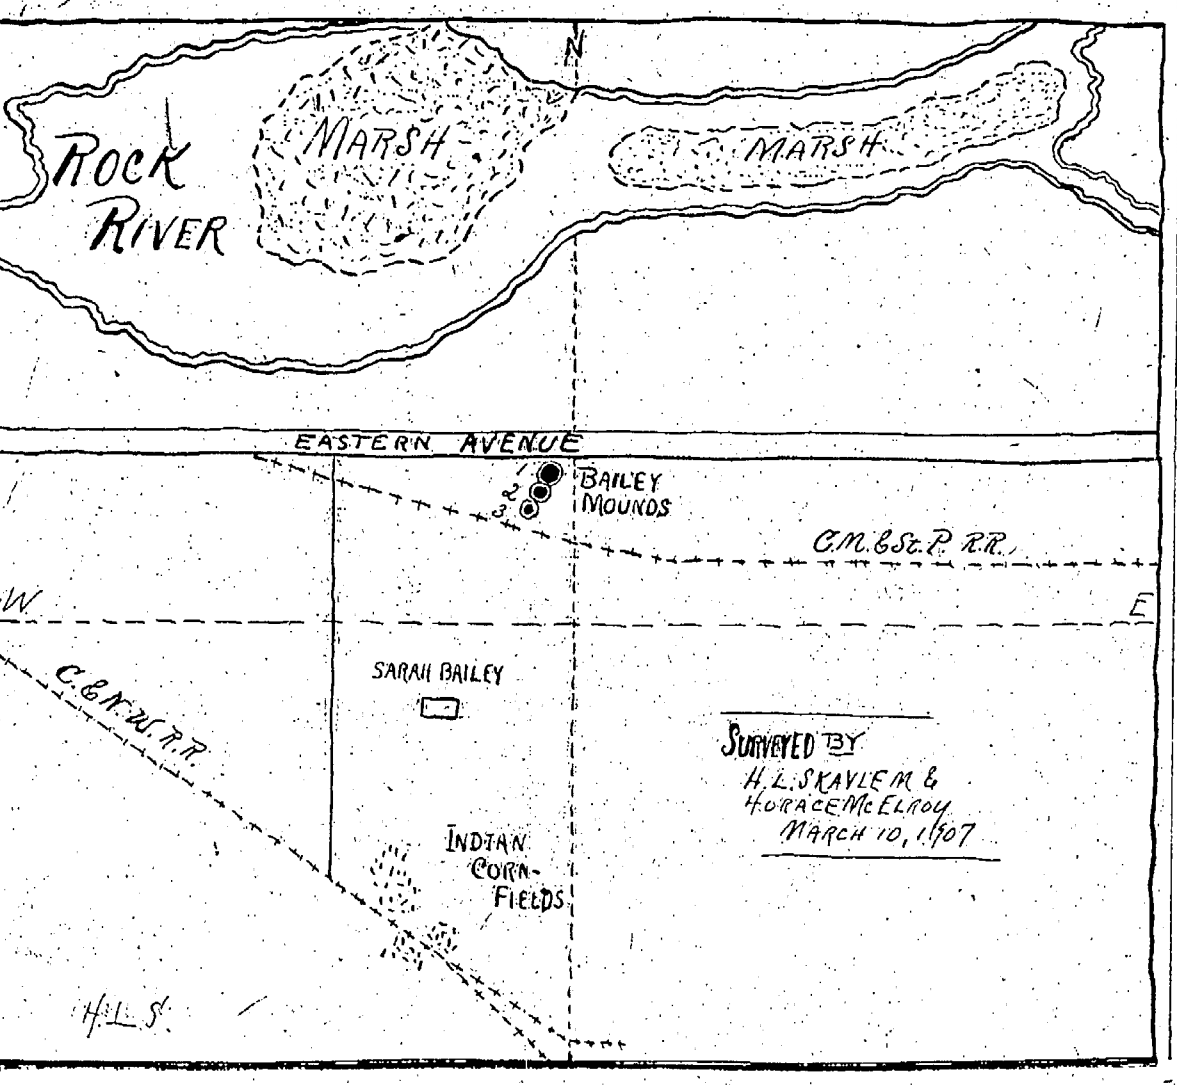 N
MARSH
MARSH
ROCK
RIVER
EASTERN AVENUE
1
2
3
BAILEY
MOUNDS
C.M. & St. P. R.R.
W
E
SARAH BAILEY
C. & N. W. R. R.
SURVEYED BY
H. L. SKAVLEM &
HORACE McELROY
MARCH 10, 1907
INDIAN
CORN-
FIELDS
H. L. S.